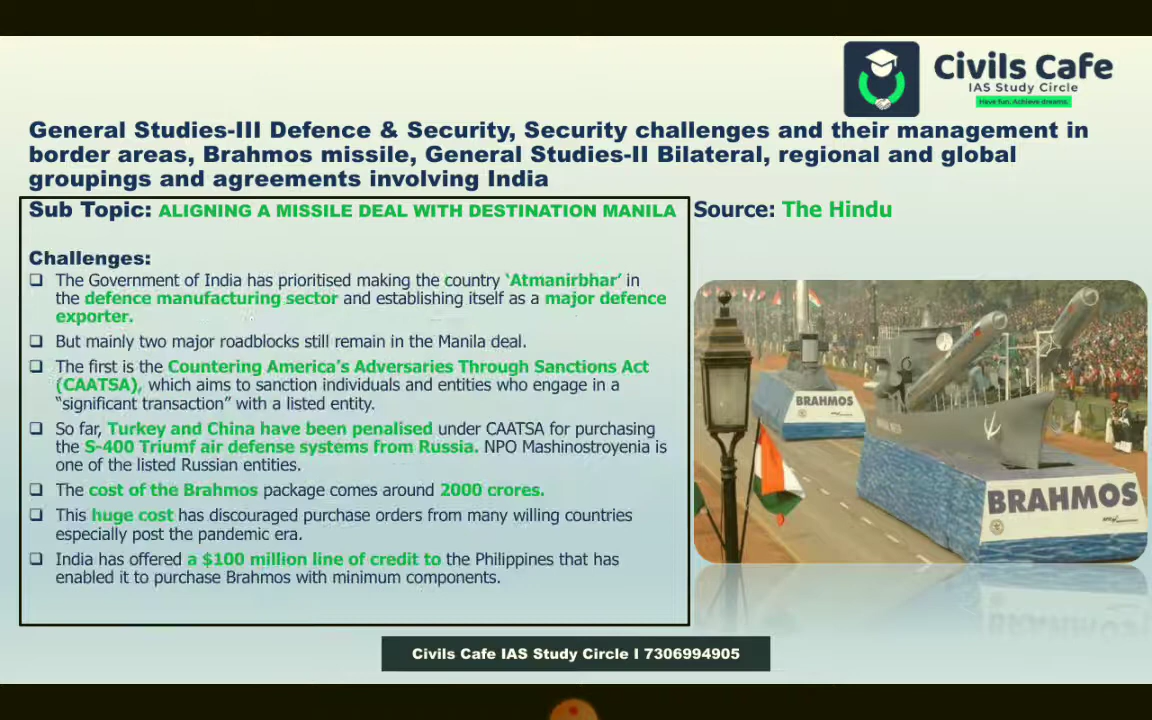 Civils Cafe
IAS Study Circle
Have fun, Achieve dreams
General Studies-III Defence & Security, Security challenges and their management in
border areas, Brahmos missile, General Studies-II Bilateral, regional and global
groupings and agreements involving India
Sub Topic: ALIGNING A MISSILE DEAL WITH DESTINATION MANILA
Source: The Hindu
Challenges:
❑ The Government of India has prioritised making the country ‘Atmanirbhar’ in
the defence manufacturing sector and establishing itself as a major defence
exporter.
❑ But mainly two major roadblocks still remain in the Manila deal.
❑ The first is the Countering America’s Adversaries Through Sanctions Act
(CAATSA), which aims to sanction individuals and entities who engage in a
“significant transaction” with a listed entity.
❑ So far, Turkey and China have been penalised under CAATSA for purchasing
the S-400 Triumf air defense systems from Russia. NPO Mashinostroyenia is
one of the listed Russian entities.
❑ The cost of the Brahmos package comes around 2000 crores.
❑ This huge cost has discouraged purchase orders from many willing countries
especially post the pandemic era.
❑ India has offered a $100 million line of credit to the Philippines that has
enabled it to purchase Brahmos with minimum components.
BRAHMOS
BRAHMOS
Civils Cafe IAS Study Circle I 7306994905